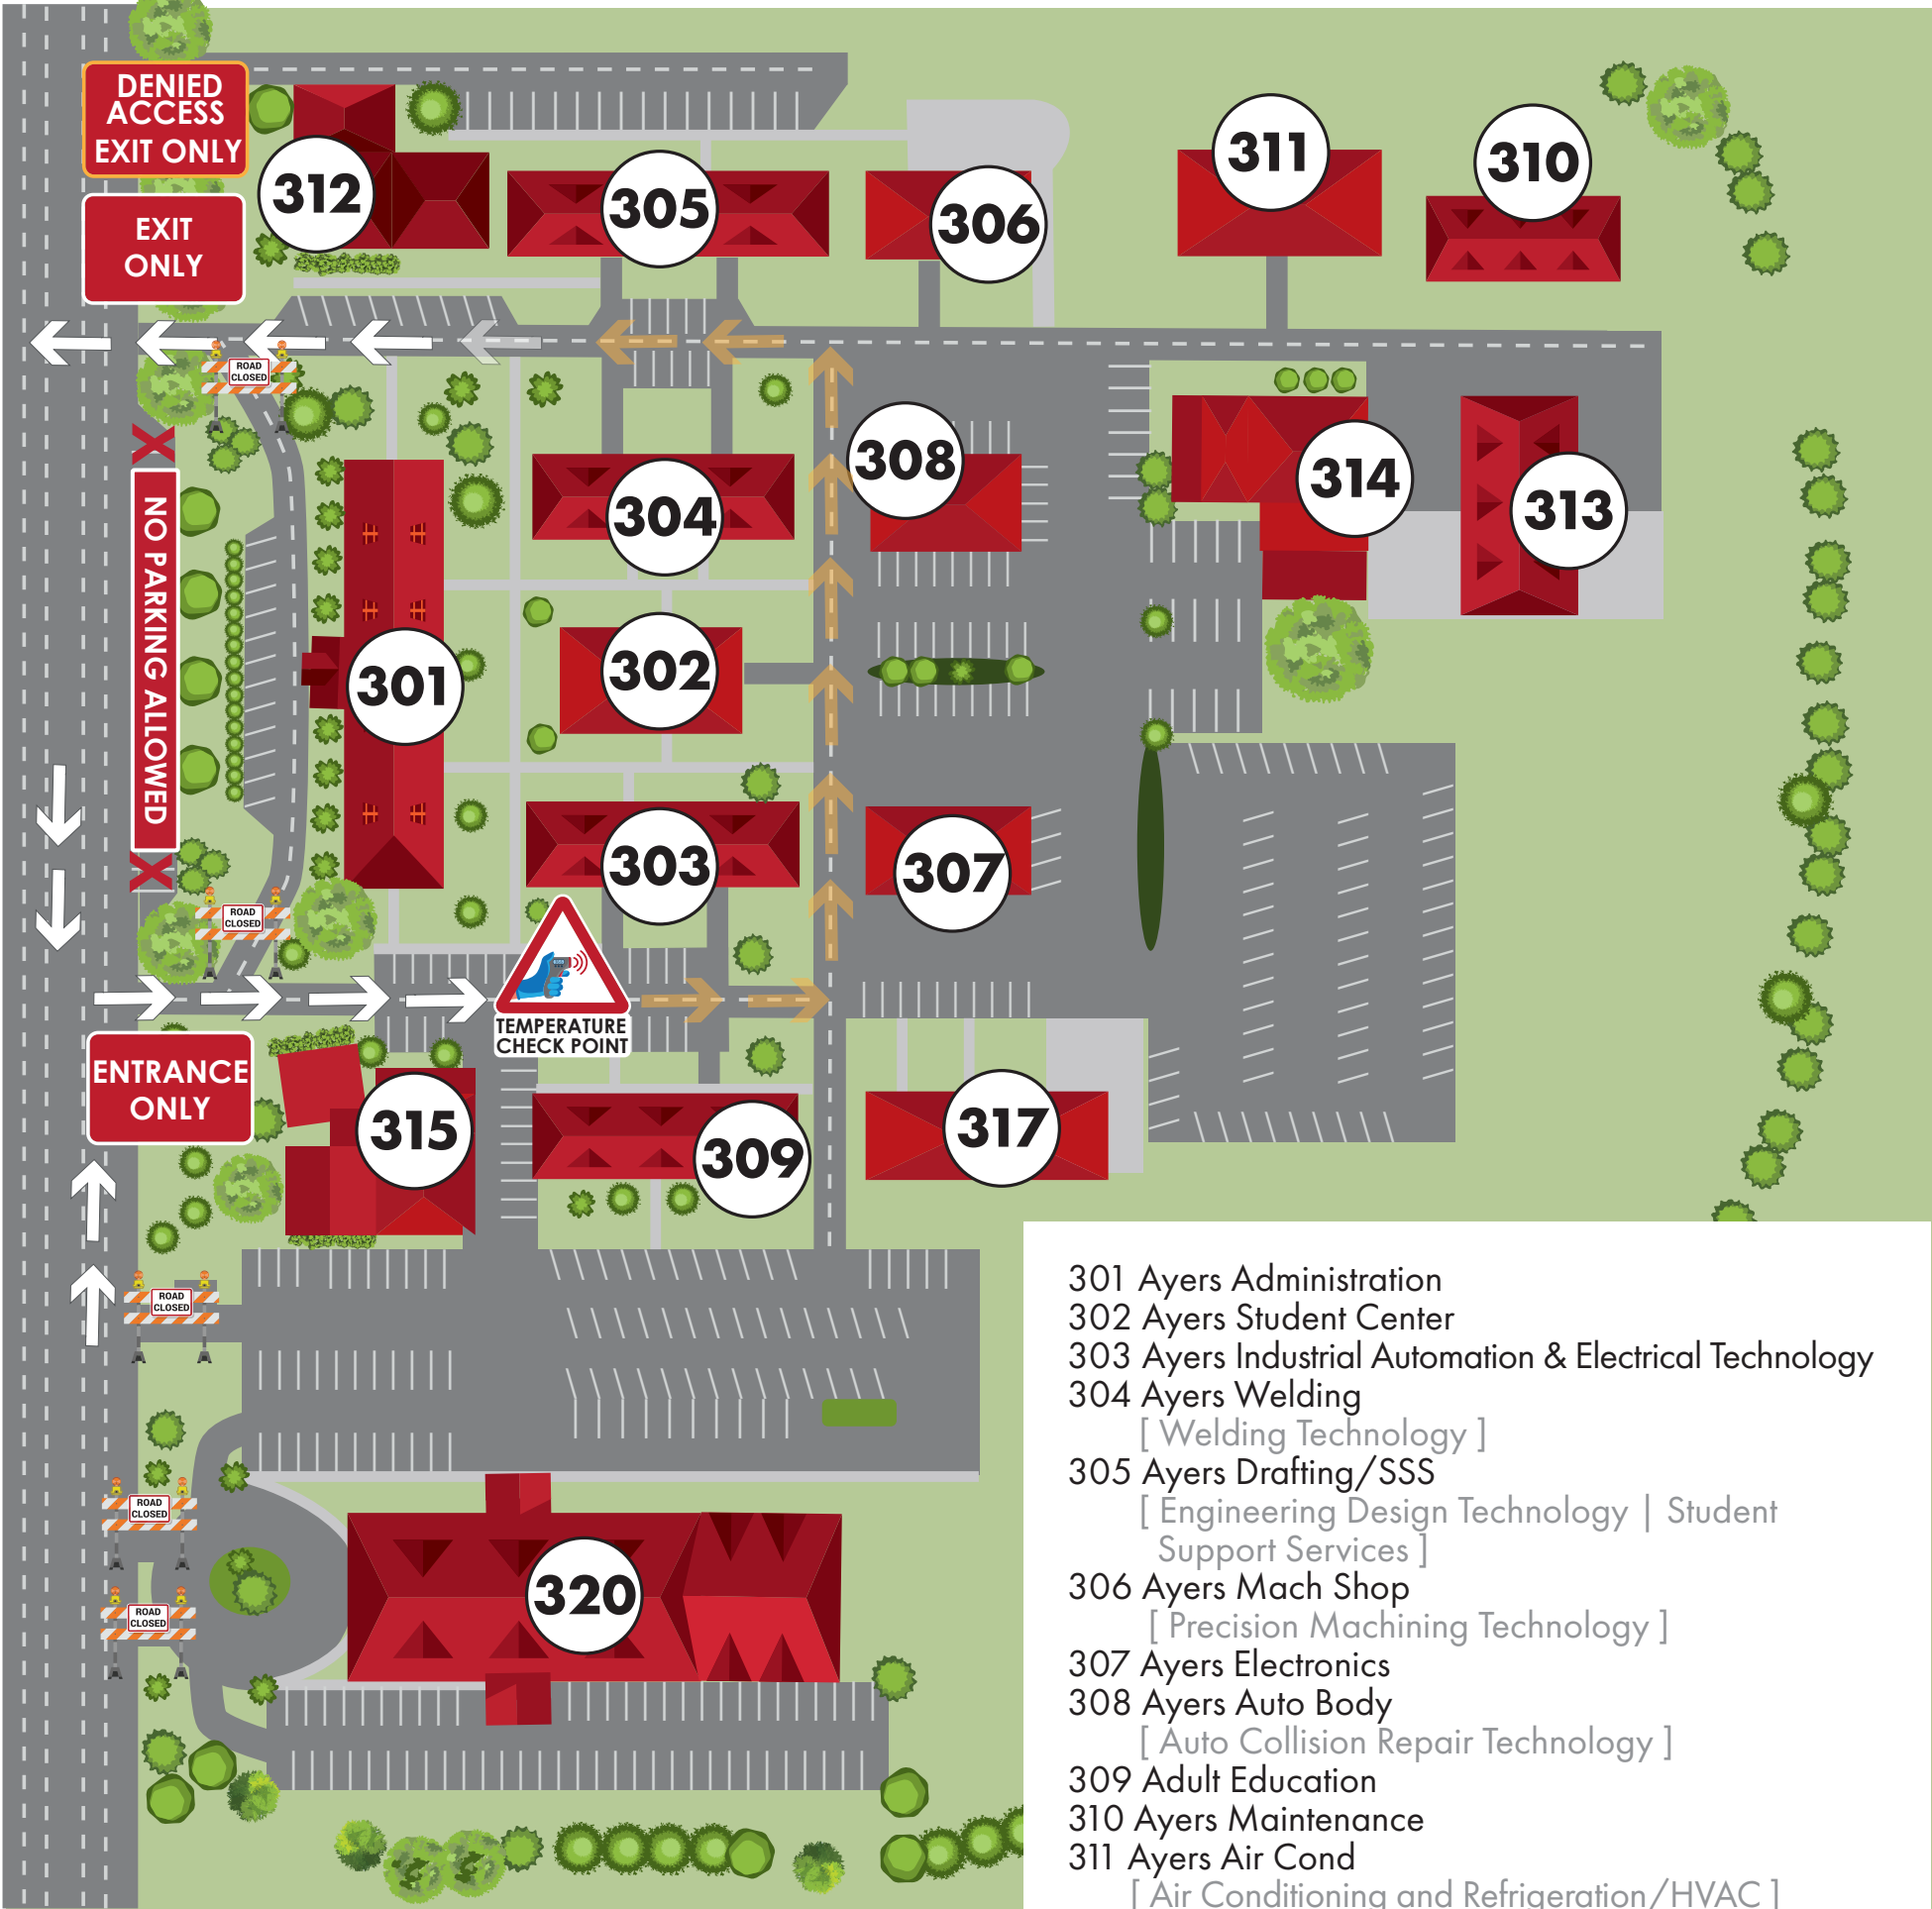 DENIED
ACCESS
EXIT ONLY
EXIT
ONLY
312
305
306
311
310
ROAD
CLOSED
NO PARKING ALLOWED
304
308
314
313
301
302
303
307
ROAD
CLOSED
TEMPERATURE
CHECK POINT
ENTRANCE
ONLY
315
309
317
ROAD
CLOSED
ROAD
CLOSED
320
ROAD
CLOSED
301 Ayers Administration
302 Ayers Student Center
303 Ayers Industrial Automation & Electrical Technology
304 Ayers Welding
[ Welding Technology ]
305 Ayers Drafting/SSS
[ Engineering Design Technology | Student
Support Services ]
306 Ayers Mach Shop
[ Precision Machining Technology ]
307 Ayers Electronics
308 Ayers Auto Body
[ Auto Collision Repair Technology ]
309 Adult Education
310 Ayers Maintenance
311 Ayers Air Cond
[ Air Conditioning and Refrigeration/HVAC ]